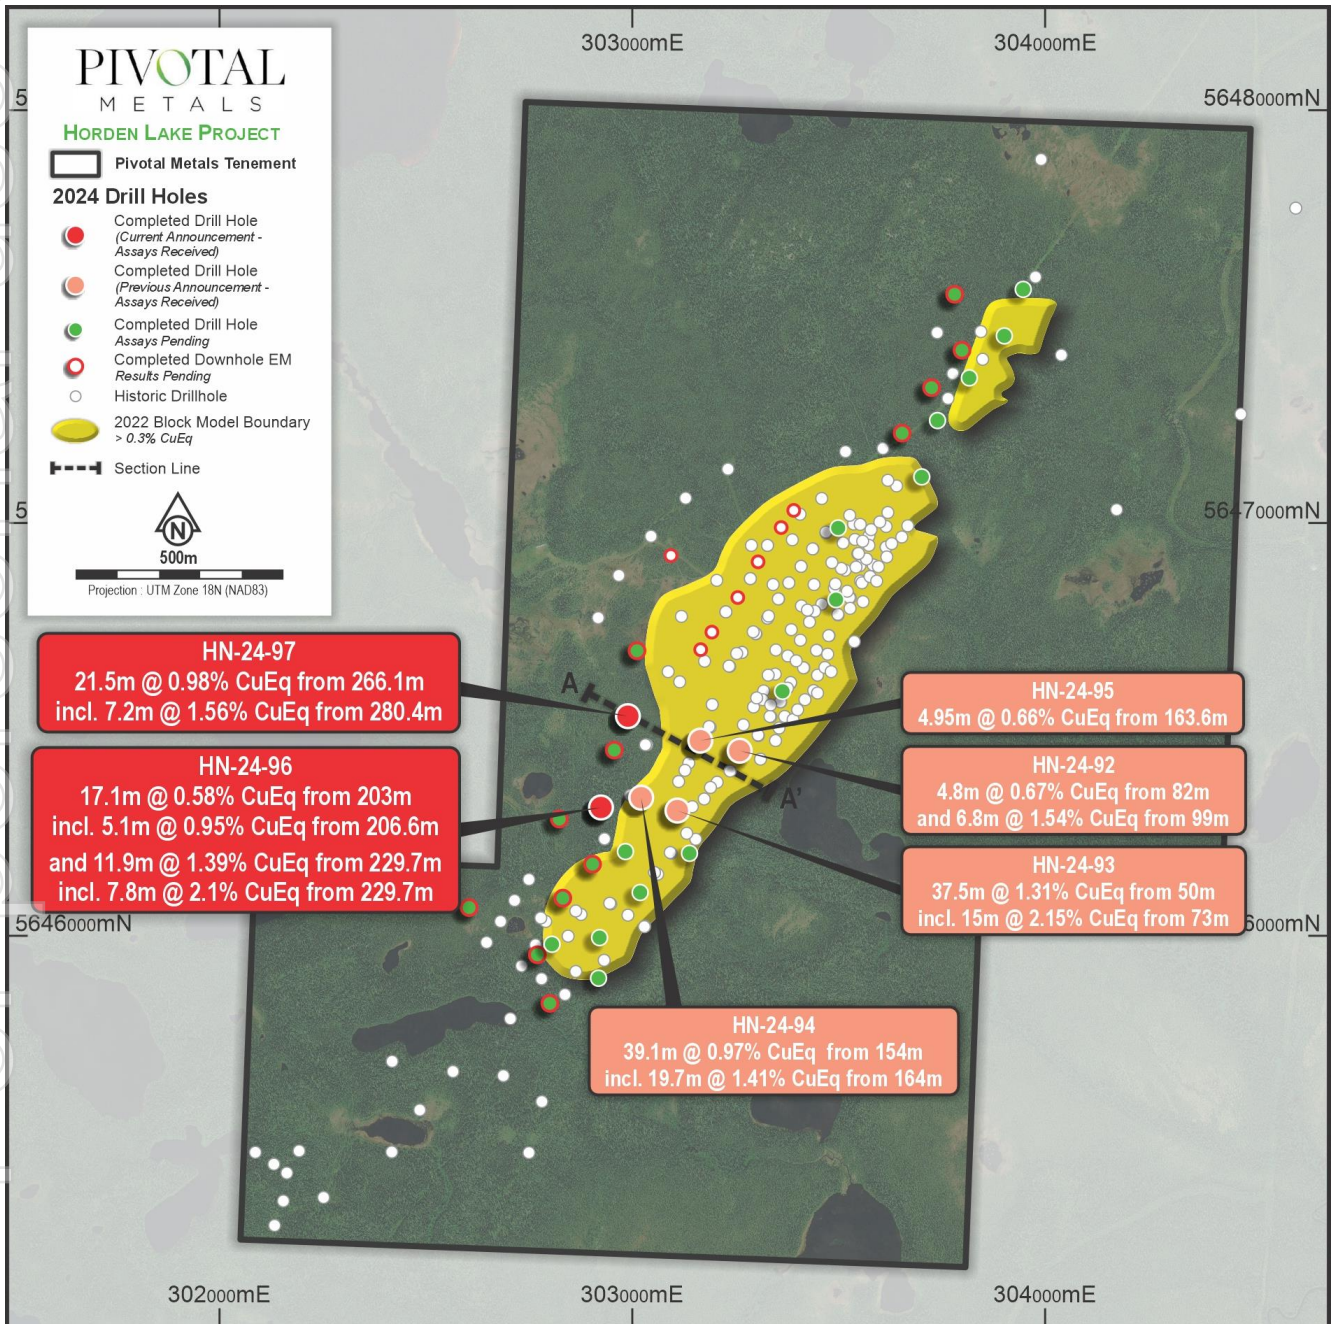 303000mE
304000mE
PIVOTAL
METALS
HORDEN LAKE PROJECT
Pivotal Metals Tenement
2024 Drill Holes
Completed Drill Hole
(Current Announcement -
Assays Received)
Completed Drill Hole
(Previous Announcement -
Assays Received)
Completed Drill Hole
Assays Pending
Completed Downhole EM
Results Pending
Historic Drillhole
2022 Block Model Boundary
> 0.3% CuEq
Section Line
N
500m
Projection : UTM Zone 18N (NAD83)
5
5648000mN
5
5647000mN
HN-24-97
21.5m @ 0.98% CuEq from 266.1m
incl. 7.2m @ 1.56% CuEq from 280.4m
A
HN-24-95
4.95m @ 0.66% CuEq from 163.6m
HN-24-96
17.1m @ 0.58% CuEq from 203m
incl. 5.1m @ 0.95% CuEq from 206.6m
and 11.9m @ 1.39% CuEq from 229.7m
incl. 7.8m @ 2.1% CuEq from 229.7m
A'
HN-24-92
4.8m @ 0.67% CuEq from 82m
and 6.8m @ 1.54% CuEq from 99m
HN-24-93
37.5m @ 1.31% CuEq from 50m
incl. 15m @ 2.15% CuEq from 73m
5646000mN
6000mN
HN-24-94
39.1m @ 0.97% CuEq from 154m
incl. 19.7m @ 1.41% CuEq from 164m
302000mE
303000mE
304000mE